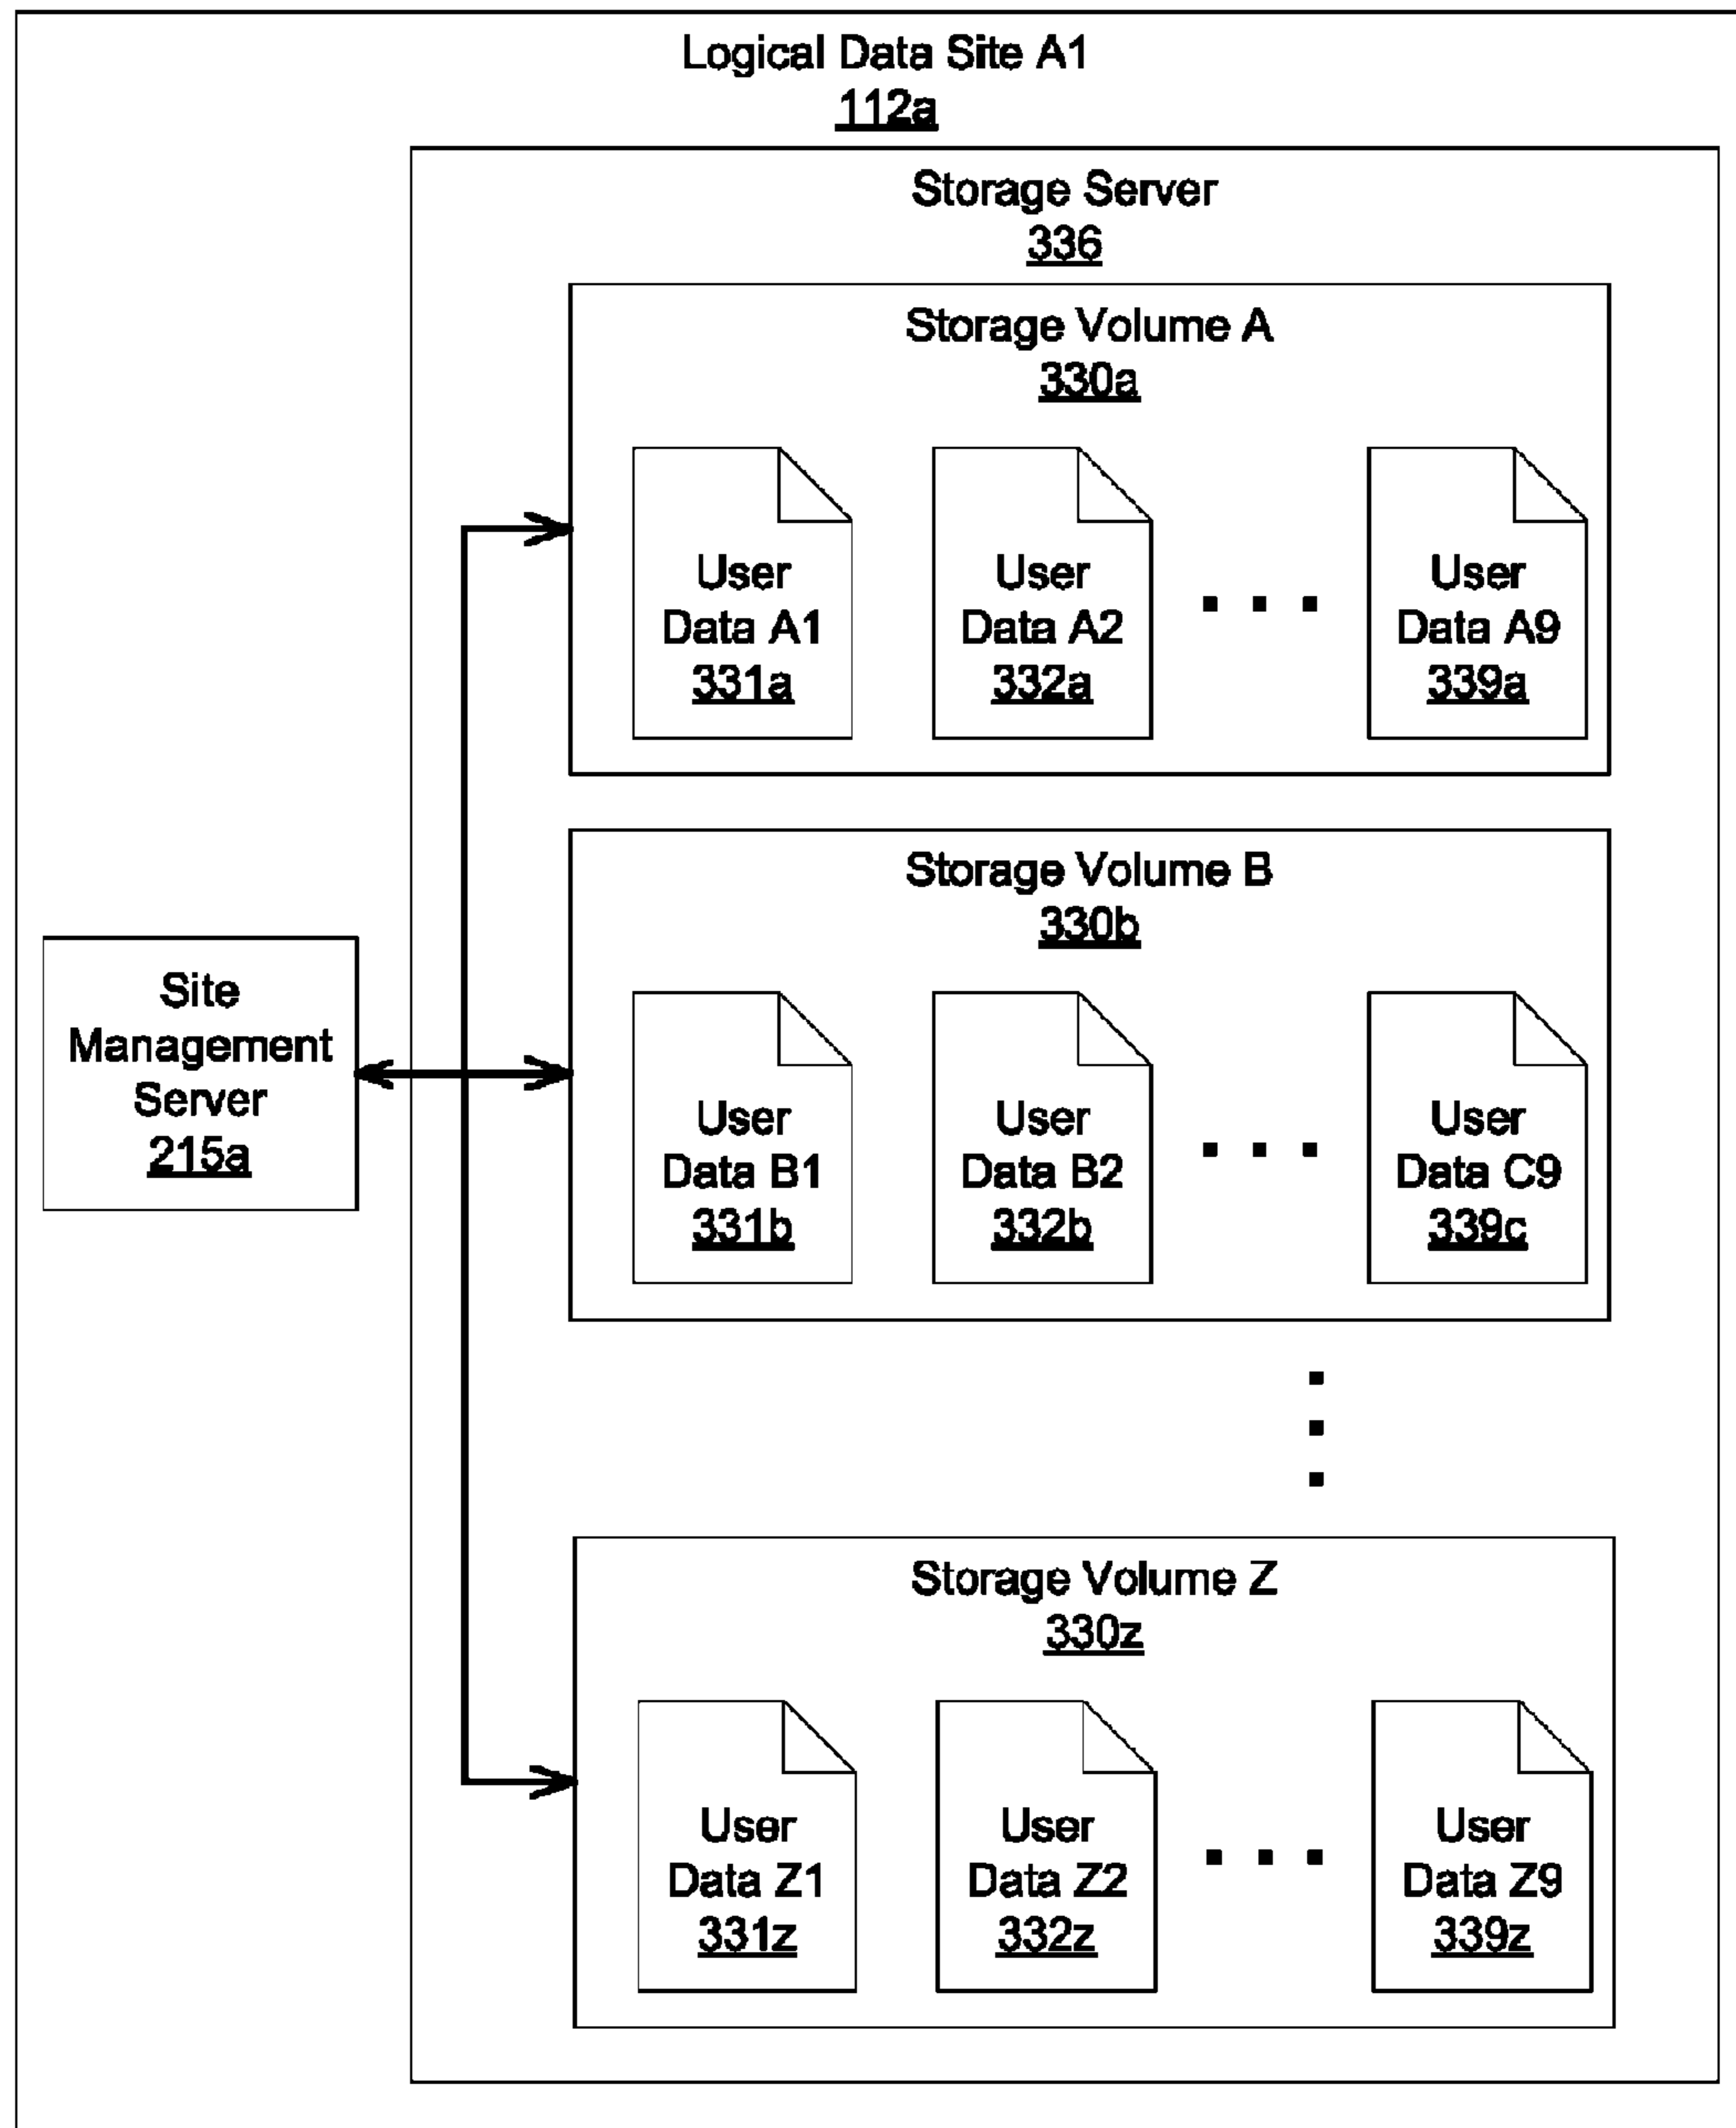 Logical Data Site A1
112a
Storage Server
336
Storage Volume A
330a
User
Data A1
331a
User
Data A2
332a
. . .
User
Data A9
339a
Storage Volume B
330b
Site
Management
Server
215a
User
Data B1
331b
User
Data B2
332b
. . .
User
Data C9
339c
Storage Volume Z
330z
User
Data Z1
331z
User
Data Z2
332z
. . .
User
Data Z9
339z